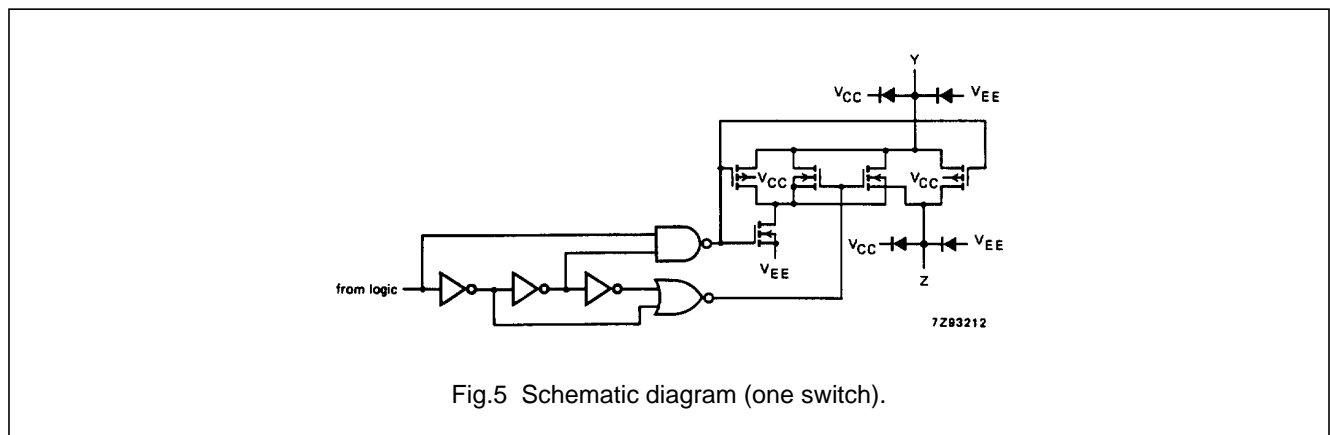 Y
VCC VEE
VCC VCC
VCC VEE
VEE
from logic
Z
7Z93212
Fig.5 Schematic diagram (one switch).